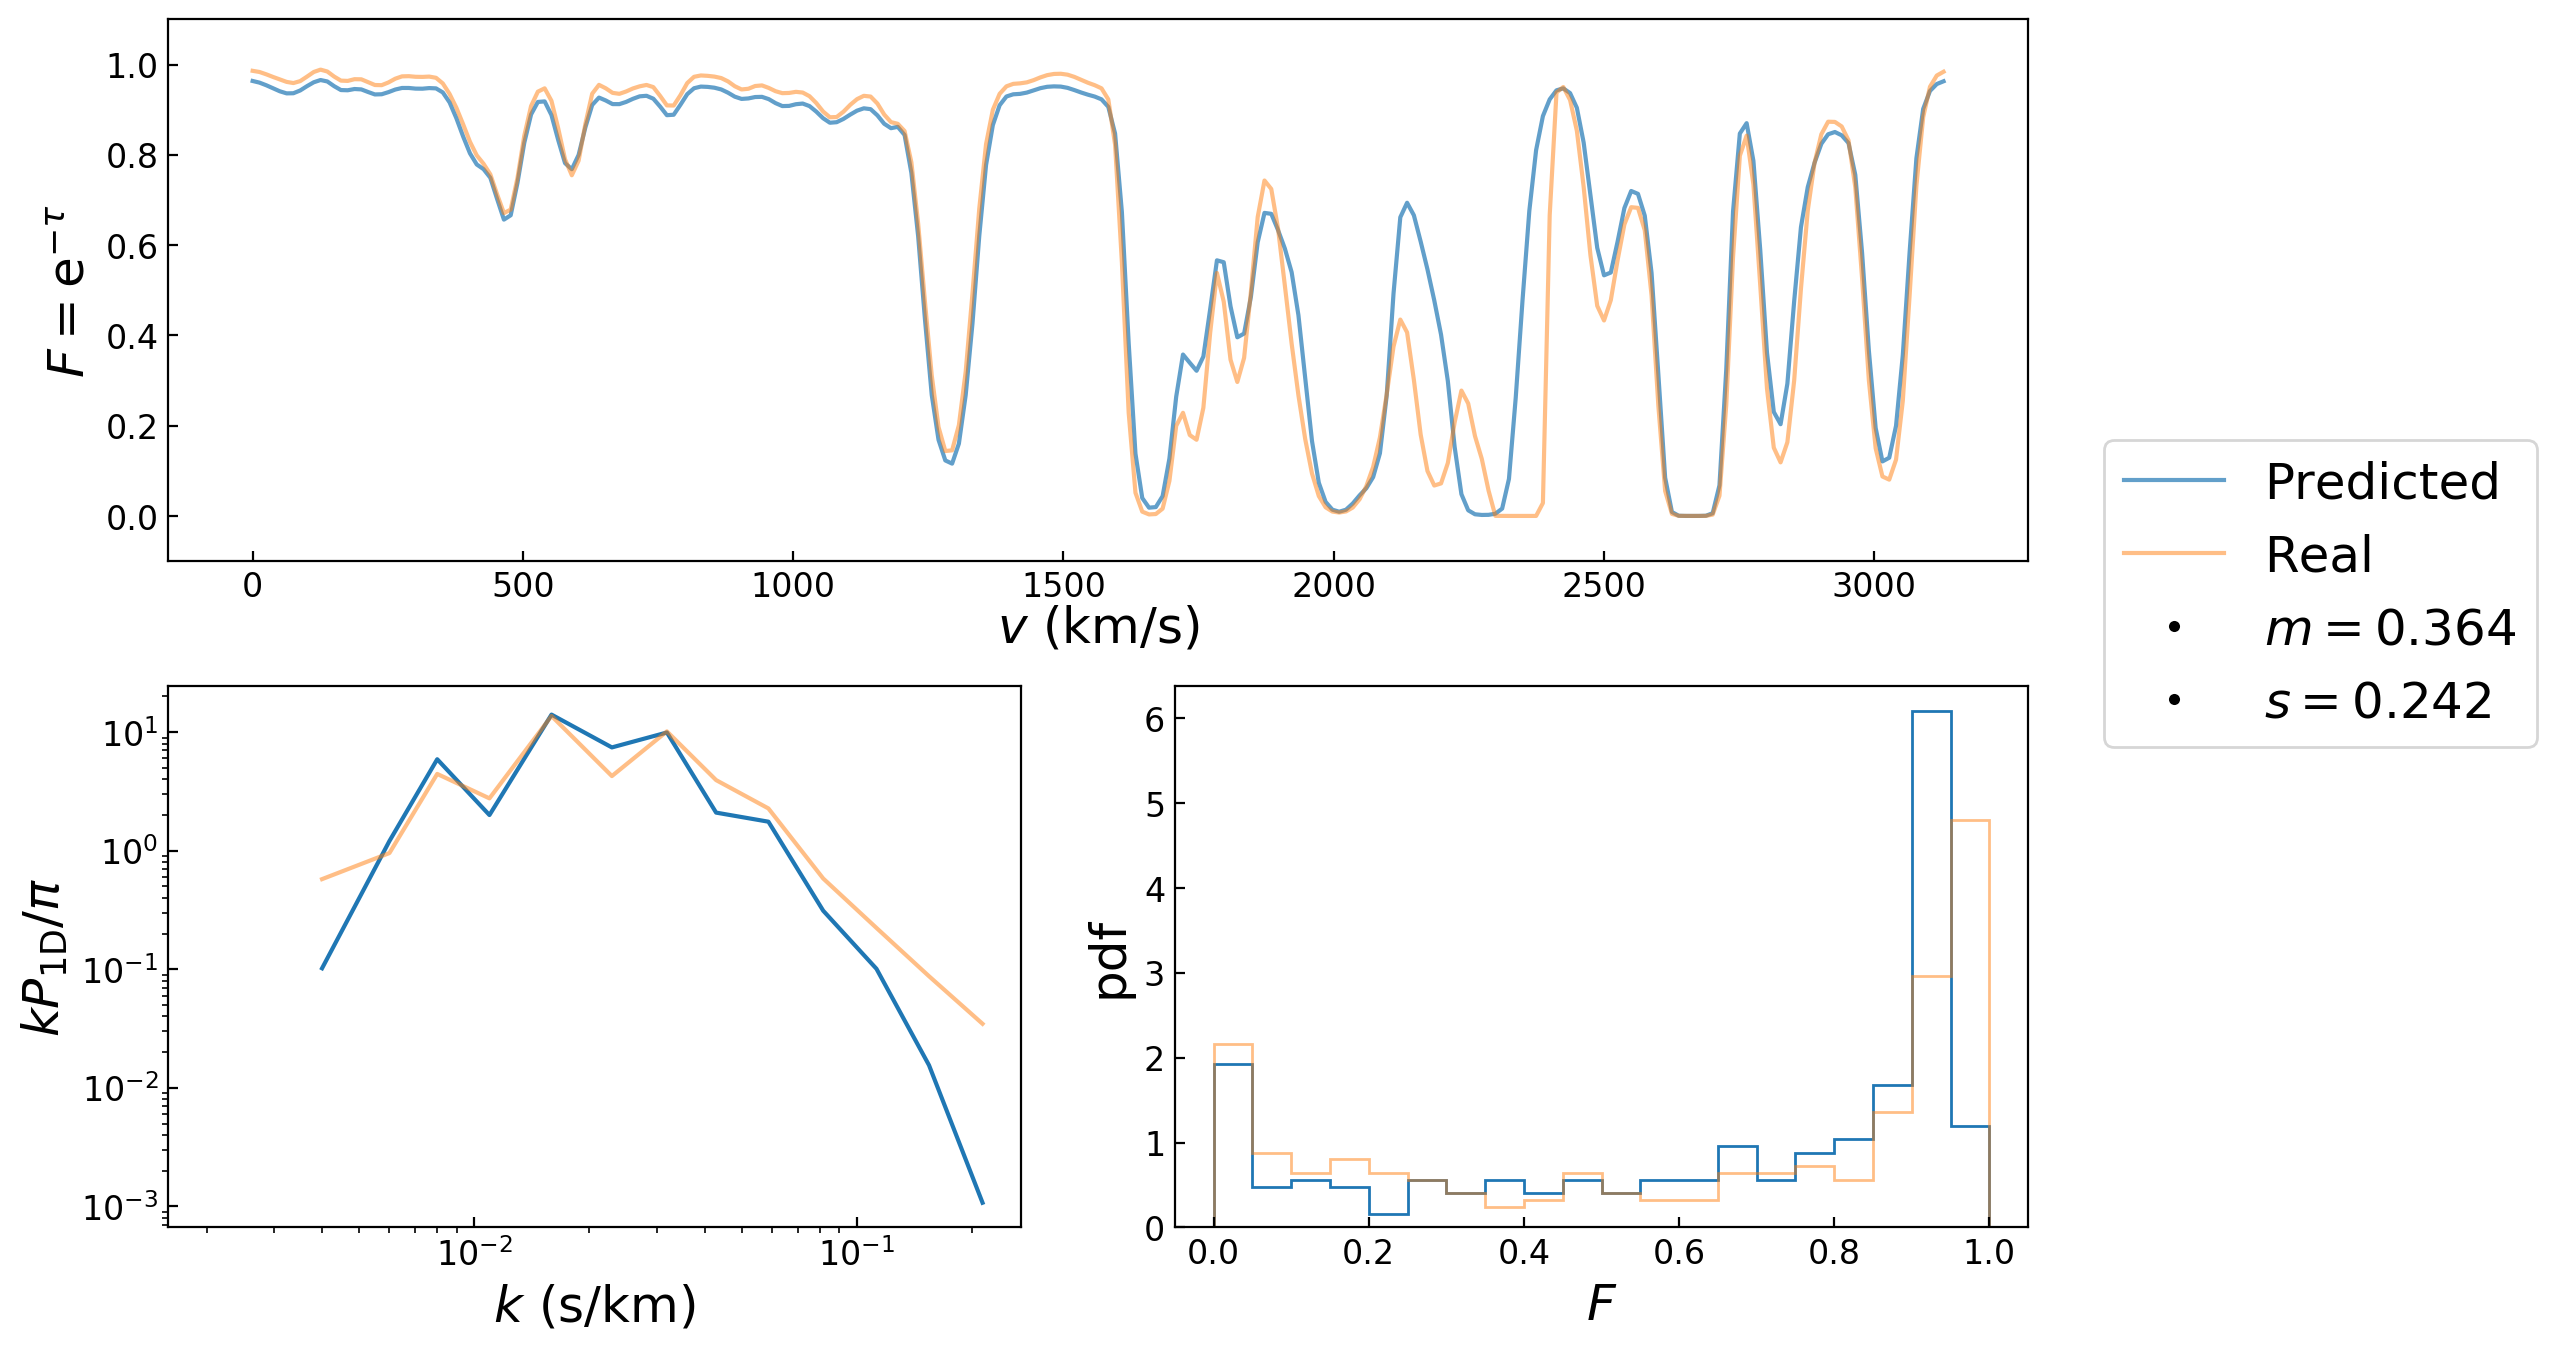 1.0
0.8
0.6
0.4
0.2
0.0
F = e^{−τ}
0 500 1000 1500 2000 2500 3000
v (km/s)
Predicted
Real
m = 0.364
s = 0.242
10^1
10^0
10^{−1}
10^{−2}
10^{−3}
kP_{1D}/π
10^{−2} 10^{−1}
k (s/km)
6
5
4
3
2
1
0
pdf
0.0 0.2 0.4 0.6 0.8 1.0
F